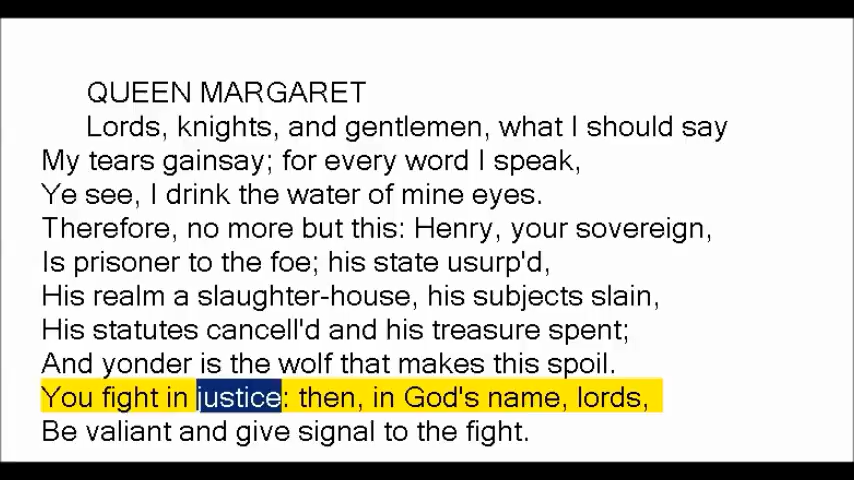 QUEEN MARGARET
Lords, knights, and gentlemen, what I should say
My tears gainsay; for every word I speak,
Ye see, I drink the water of mine eyes.
Therefore, no more but this: Henry, your sovereign,
Is prisoner to the foe; his state usurp'd,
His realm a slaughter-house, his subjects slain,
His statutes cancell'd and his treasure spent;
And yonder is the wolf that makes this spoil.
You fight in justice: then, in God's name, lords,
Be valiant and give signal to the fight.